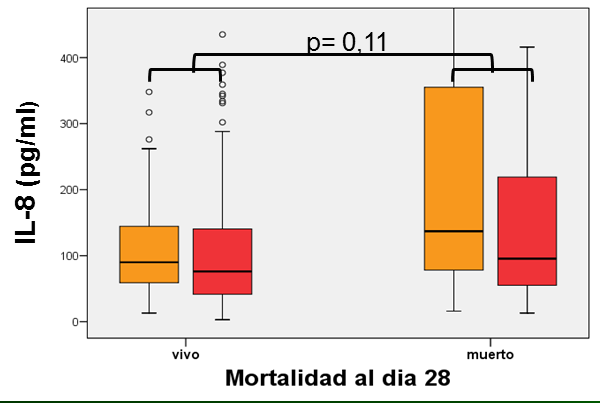 p= 0,11
IL-8 (pg/ml)
400
300
200
100
0
vivo
muerto
Mortalidad al dia 28